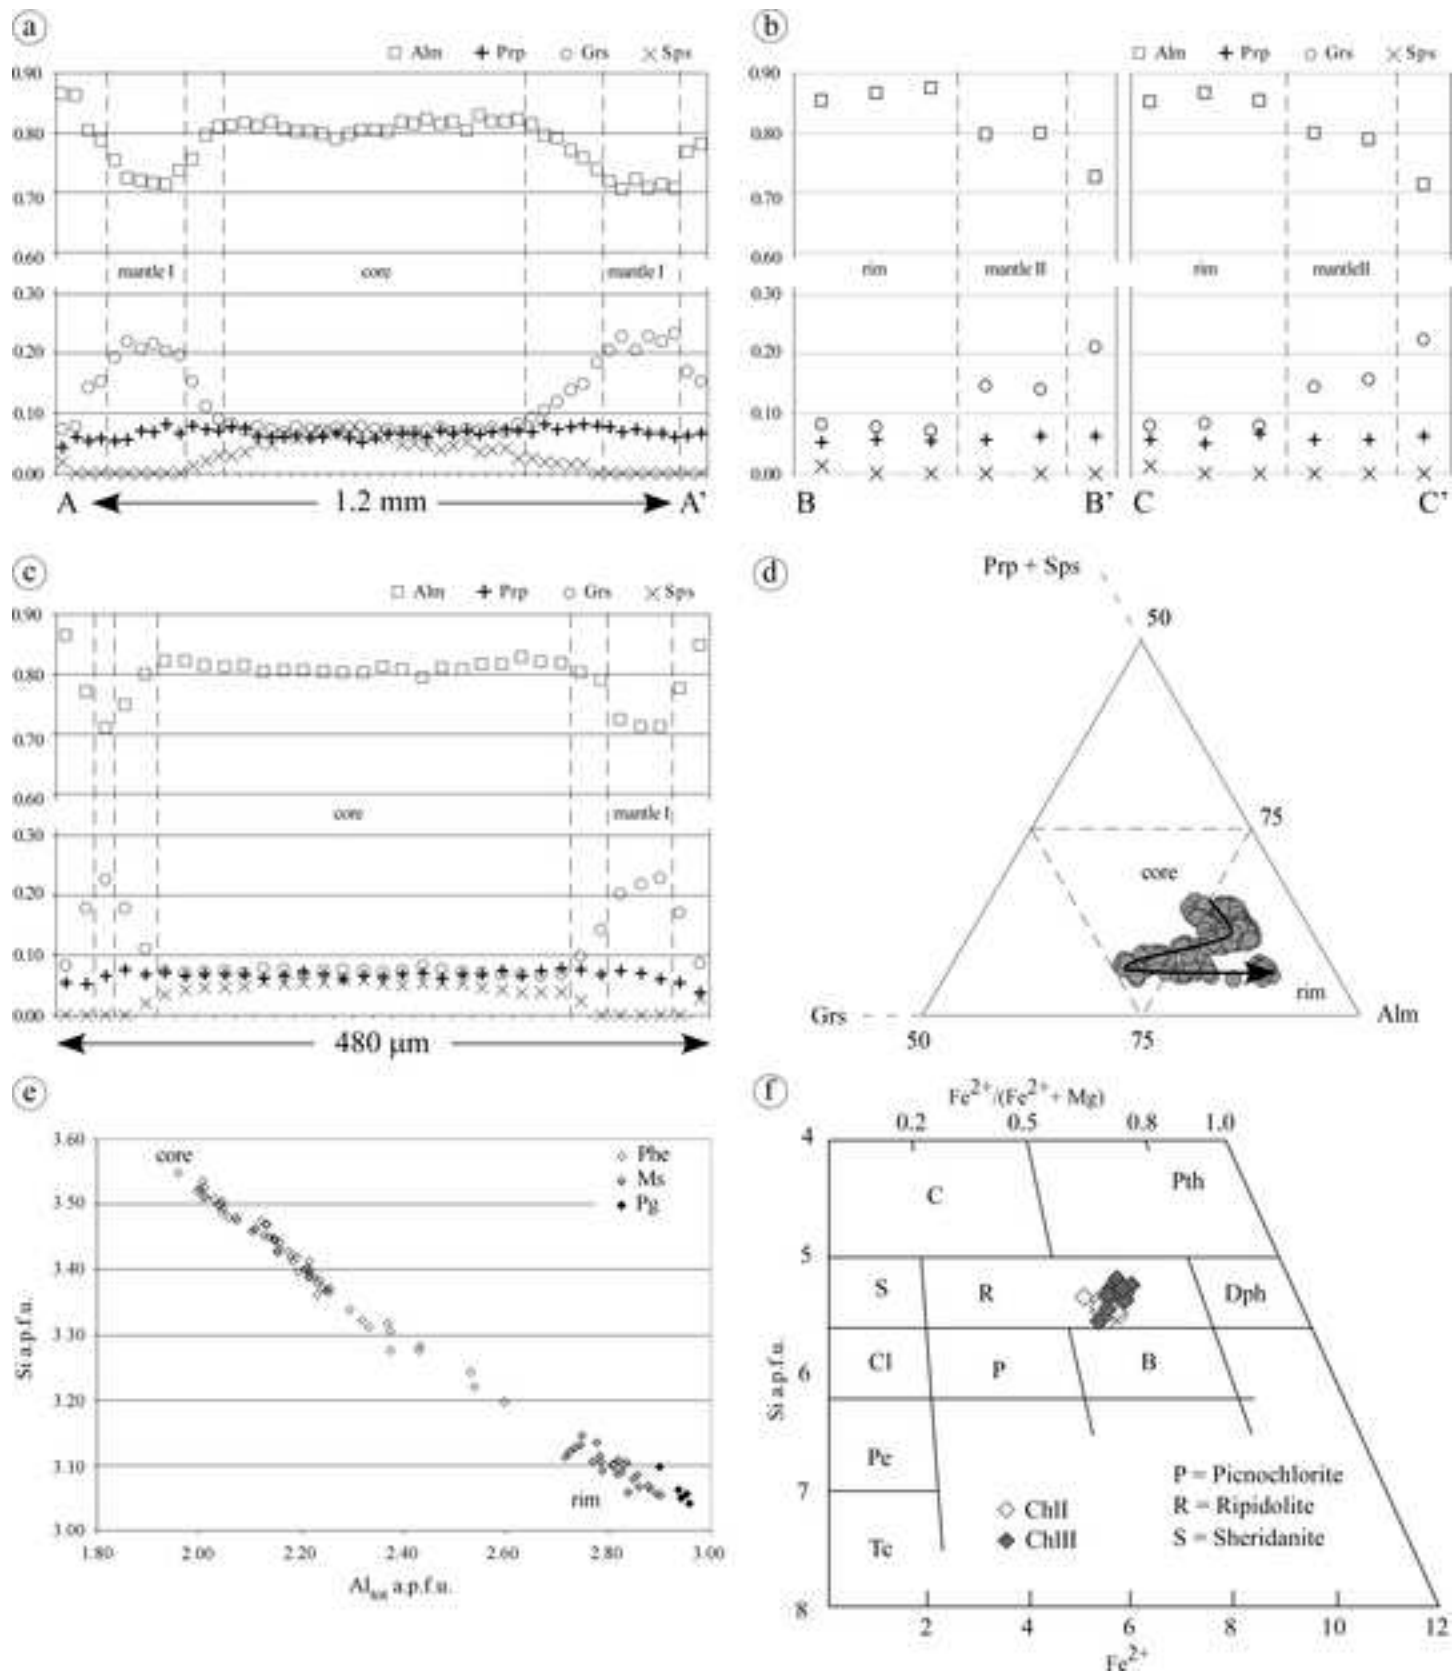 a
Alm Prp Grs Sps
0.90
0.80
0.70
0.60
mantle I core mantle I
0.30
0.20
0.10
0.00
A 1.2 mm A'
b
Alm Prp Grs Sps
0.90
0.80
0.70
0.60
rim mantle II rim mantleII
0.30
0.20
0.10
0.00
B B' C C'
c
Alm Prp Grs Sps
0.90
0.80
0.70
0.60
core mantle I
0.30
0.20
0.10
0.00
480 µm
d
Prp + Sps
50
75
core
rim
Grs Alm
50 75
e
3.60
core
Phe
Ms
Pg
3.50
3.40
3.30
3.20
3.10
rim
3.00
1.80 2.00 2.20 2.40 2.60 2.80 3.00
Si a.p.f.u.
Altot a.p.f.u.
f
Fe2+/(Fe2+ + Mg)
0.2 0.5 0.8 1.0
4
C Pth
5
S R Dph
Cl P B
6
Pe
P = Picnochlorite
7
R = Ripidolite
ChlI
ChlII
S = Sheridanite
Tc
8
2 4 6 8 10 12
Si a.p.f.u.
Fe2+